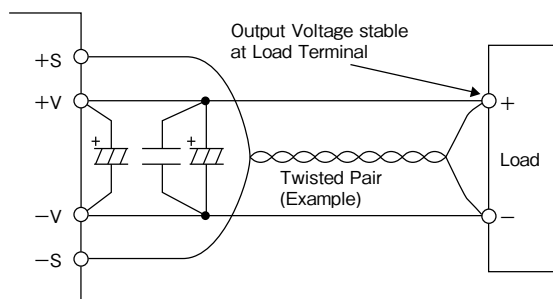 Output Voltage stable
at Load Terminal
+S
+V
+
+
+
Load
Twisted Pair
(Example)
−V
−
−S